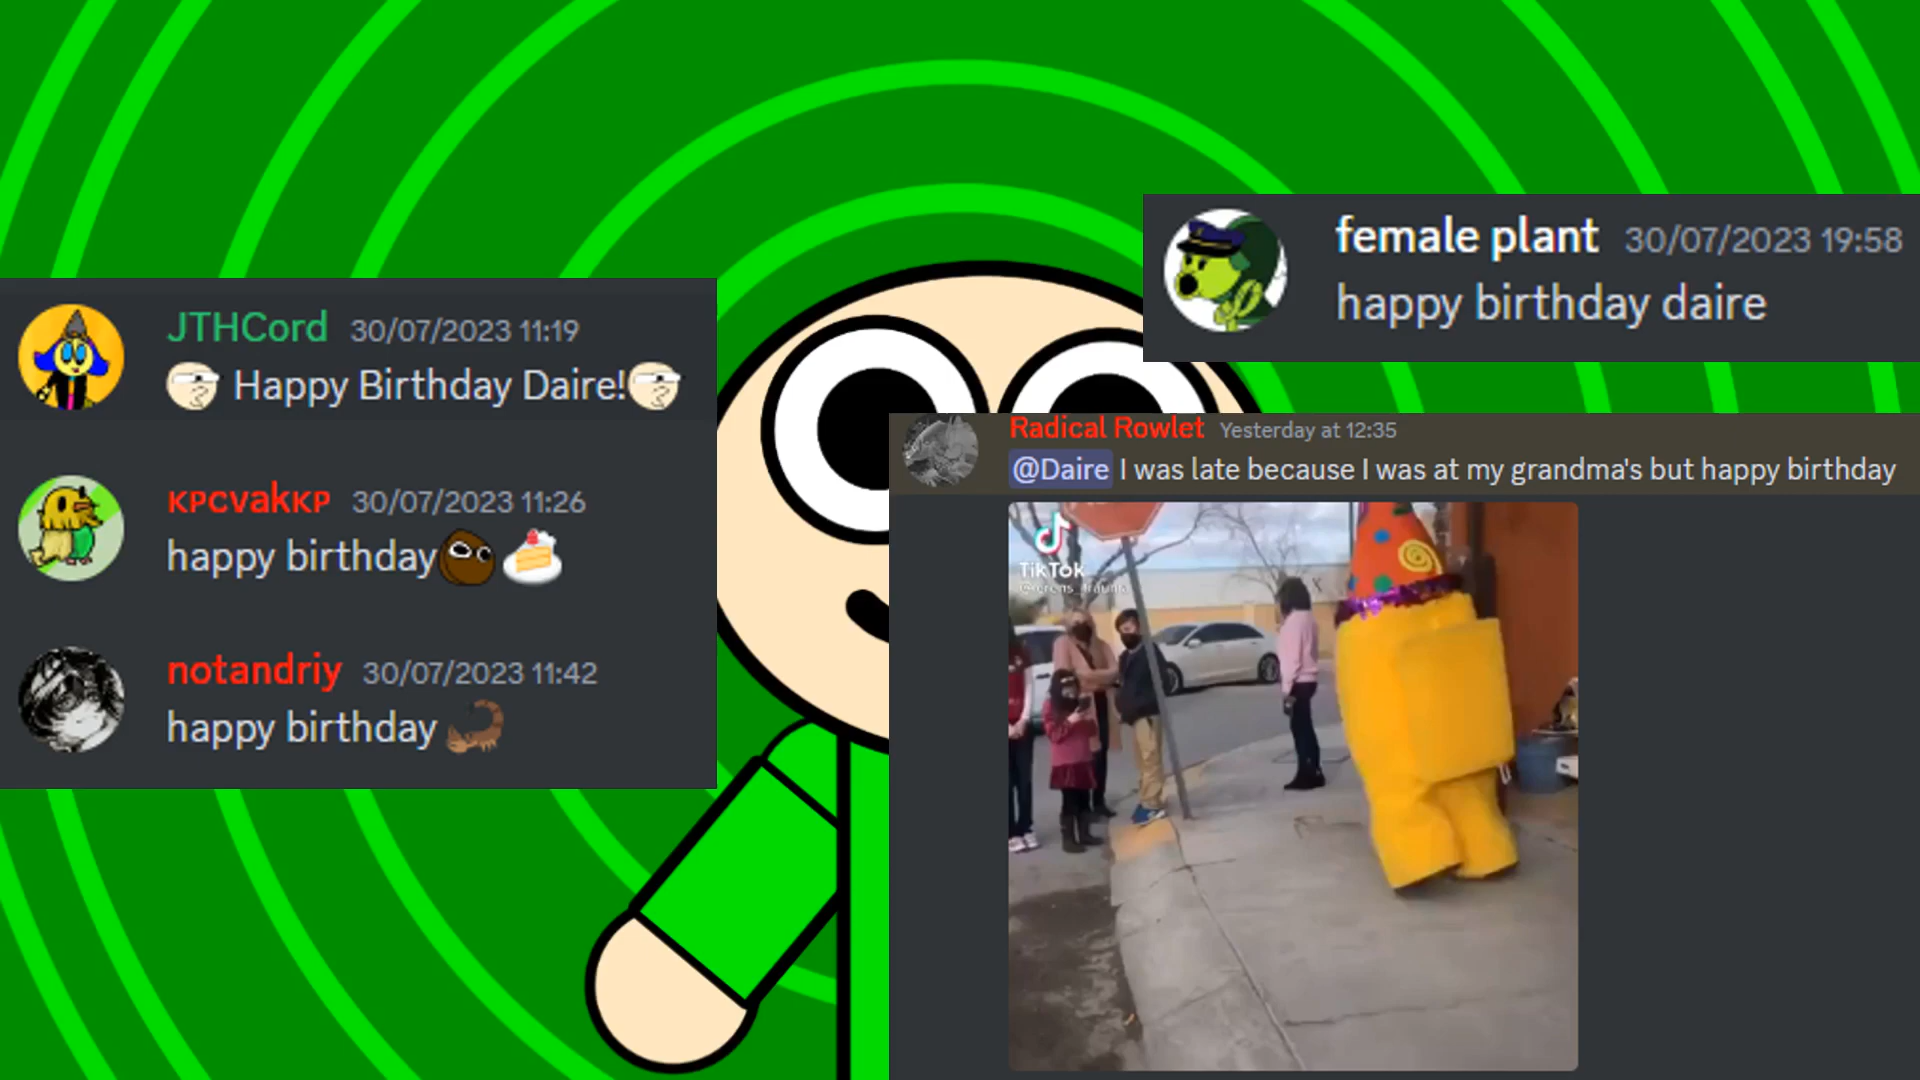 JTHCord 30/07/2023 11:19
Happy Birthday Daire!
KPCVAKKP 30/07/2023 11:26
happy birthday
notandriy 30/07/2023 11:42
happy birthday
female plant 30/07/2023 19:58
happy birthday daire
Radical Rowlet Yesterday at 12:35
@Daire I was late because I was at my grandma's but happy birthday
TikTok